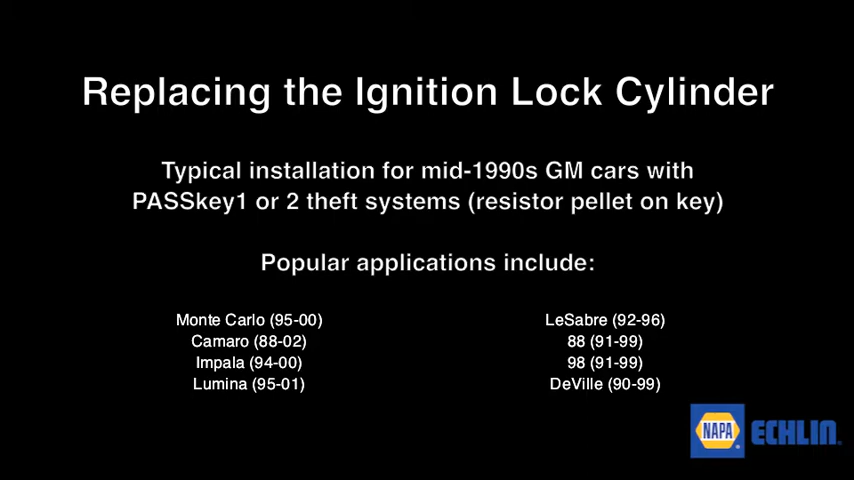 Replacing the Ignition Lock Cylinder
Typical installation for mid-1990s GM cars with
PASSkey1 or 2 theft systems (resistor pellet on key)
Popular applications include:
Monte Carlo (95-00)
Camaro (88-02)
Impala (94-00)
Lumina (95-01)
LeSabre (92-96)
88 (91-99)
98 (91-99)
DeVille (90-99)
NAPA ECHLIN.